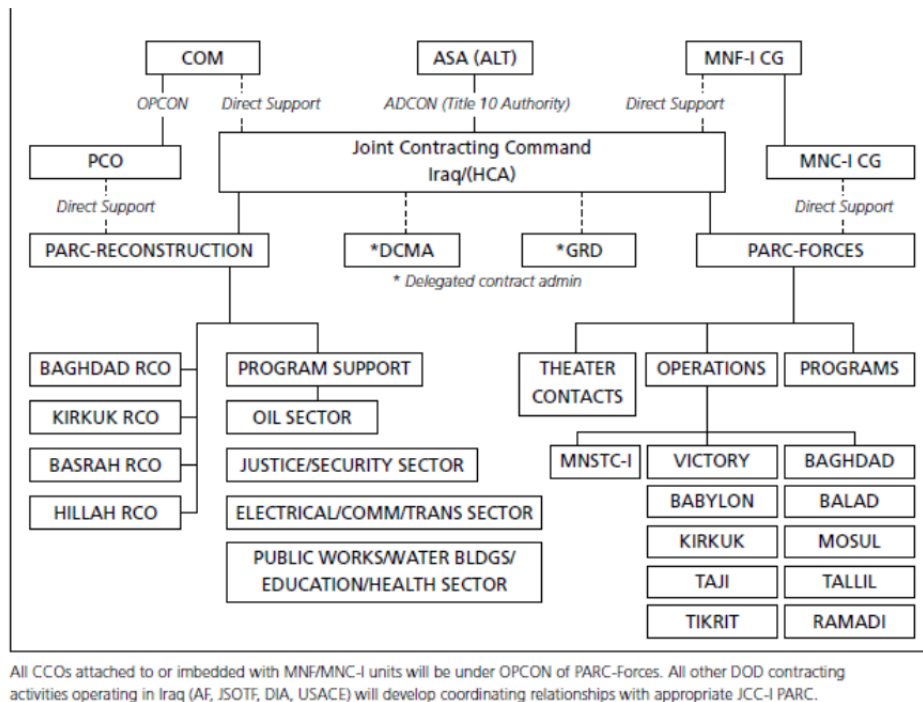 COM
ASA (ALT)
MNF-I CG
OPCON
Direct Support
ADCON (Title 10 Authority)
Direct Support
PCO
Joint Contracting Command
Iraq/(HCA)
MNC-I CG
Direct Support
Direct Support
PARC-RECONSTRUCTION
*DCMA
*GRD
PARC-FORCES
* Delegated contract admin
BAGHDAD RCO
PROGRAM SUPPORT
THEATER
CONTACTS
OPERATIONS
PROGRAMS
KIRKUK RCO
OIL SECTOR
BASRAH RCO
JUSTICE/SECURITY SECTOR
MNSTC-I
VICTORY
BAGHDAD
HILLAH RCO
ELECTRICAL/COMM/TRANS SECTOR
BABYLON
BALAD
PUBLIC WORKS/WATER BLDGS/
EDUCATION/HEALTH SECTOR
KIRKUK
MOSUL
TAJI
TALLIL
TIKRIT
RAMADI
All CCOs attached to or imbedded with MNF/MNC-I units will be under OPCON of PARC-Forces. All other DOD contracting
activities operating in Iraq (AF, JSOTF, DIA, USACE) will develop coordinating relationships with appropriate JCC-I PARC.